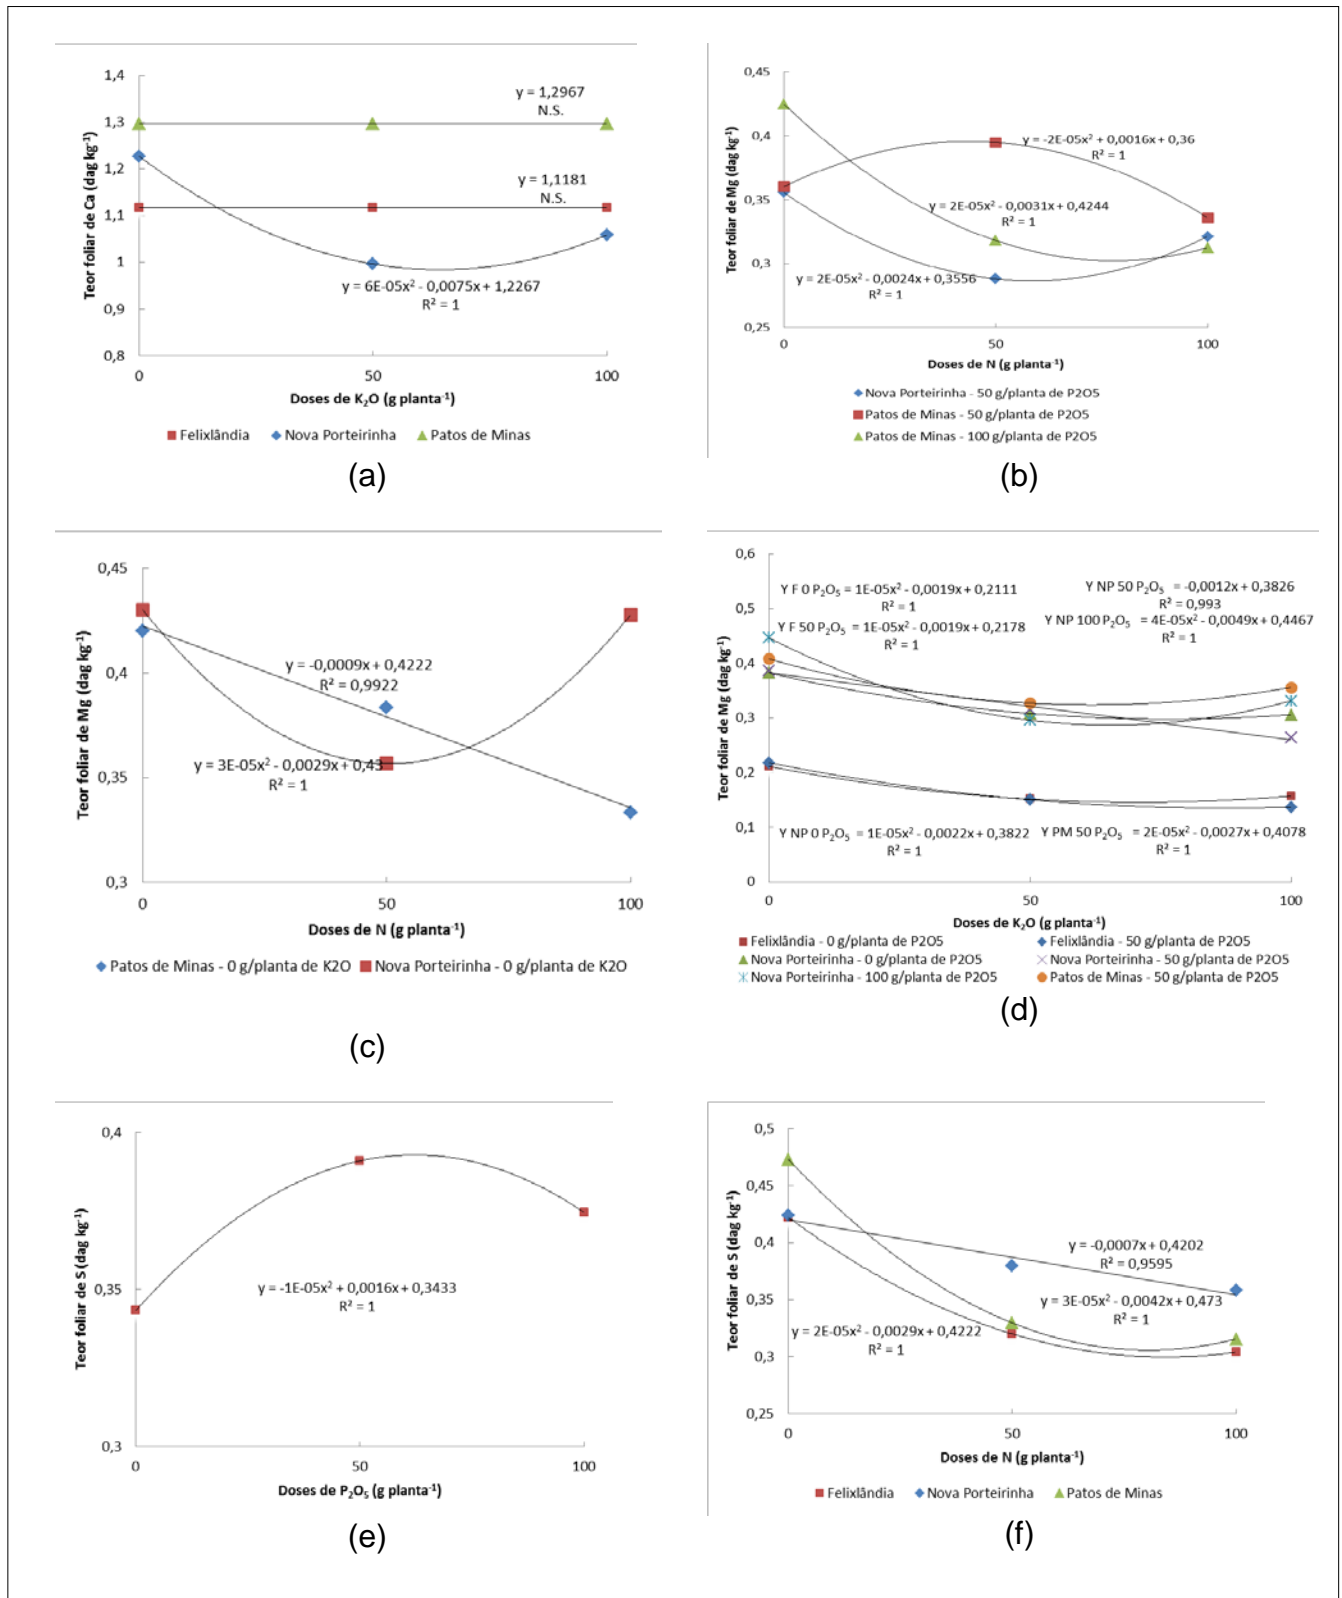 1,4
1,3
1,2
1,1
1
0,9
0,8
0
50
100
Teor foliar de Ca (dag kg⁻¹)
y = 1,2967
N.S.
y = 1,1181
N.S.
y = 6E-05x² - 0,0075x + 1,2267
R² = 1
Doses de K₂O (g planta⁻¹)
Felixlândia
Nova Porteirinha
Patos de Minas
(a)
0,45
0,4
0,35
0,3
0,25
0
50
100
Teor foliar de Mg (dag kg⁻¹)
y = -2E-05x² + 0,0016x + 0,36
R² = 1
y = 2E-05x² - 0,0031x + 0,4244
R² = 1
y = 2E-05x² - 0,0024x + 0,3556
R² = 1
Doses de N (g planta⁻¹)
Nova Porteirinha - 50 g/planta de P2O5
Patos de Minas - 50 g/planta de P2O5
Patos de Minas - 100 g/planta de P2O5
(b)
0,45
0,4
0,35
0,3
0
50
100
Teor foliar de Mg (dag kg⁻¹)
y = -0,0009x + 0,4222
R² = 0,9922
y = 3E-05x² - 0,0029x + 0,43
R² = 1
Doses de N (g planta⁻¹)
Patos de Minas - 0 g/planta de K2O
Nova Porteirinha - 0 g/planta de K2O
(c)
0,6
0,5
0,4
0,3
0,2
0,1
0
0
50
100
Teor foliar de Mg (dag kg⁻¹)
Y F 0 P₂O₅ = 1E-05x² - 0,0019x + 0,2111
R² = 1
Y F 50 P₂O₅ = 1E-05x² - 0,0019x + 0,2178
R² = 1
Y NP 50 P₂O₅ = -0,0012x + 0,3826
R² = 0,993
Y NP 100 P₂O₅ = 4E-05x² - 0,0049x + 0,4467
R² = 1
Y NP 0 P₂O₅ = 1E-05x² - 0,0022x + 0,3822
R² = 1
Y PM 50 P₂O₅ = 2E-05x² - 0,0027x + 0,4078
R² = 1
Doses de K₂O (g planta⁻¹)
Felixlândia - 0 g/planta de P2O5
Felixlândia - 50 g/planta de P2O5
Nova Porteirinha - 0 g/planta de P2O5
Nova Porteirinha - 50 g/planta de P2O5
Nova Porteirinha - 100 g/planta de P2O5
Patos de Minas - 50 g/planta de P2O5
(d)
0,4
0,35
0,3
0
50
100
Teor foliar de S (dag kg⁻¹)
y = -1E-05x² + 0,0016x + 0,3433
R² = 1
Doses de P₂O₅ (g planta⁻¹)
(e)
0,5
0,45
0,4
0,35
0,3
0,25
0
50
100
Teor foliar de S (dag kg⁻¹)
y = -0,0007x + 0,4202
R² = 0,9595
y = 3E-05x² - 0,0042x + 0,473
R² = 1
y = 2E-05x² - 0,0029x + 0,4222
R² = 1
Doses de N (g planta⁻¹)
Felixlândia
Nova Porteirinha
Patos de Minas
(f)